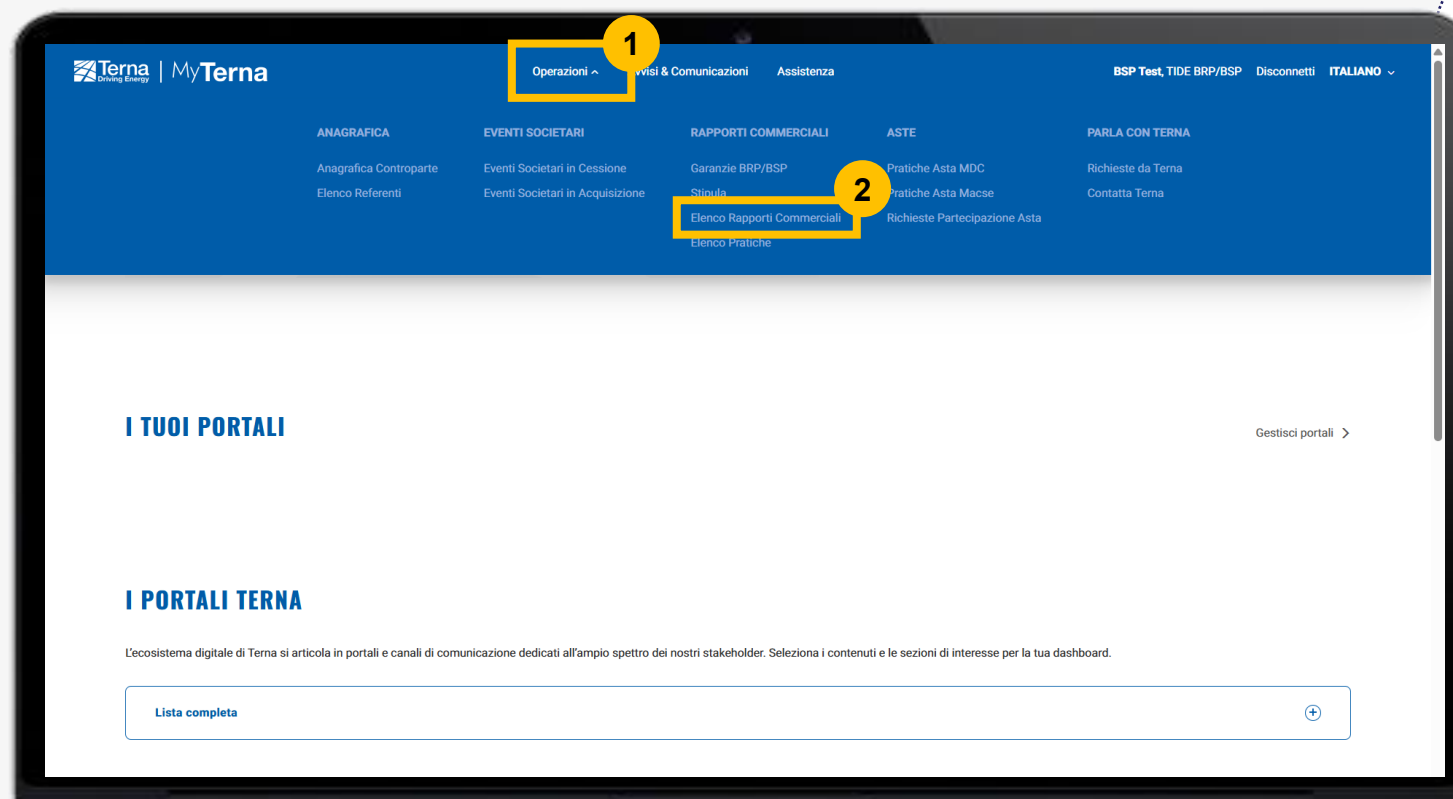 1
Terna
Driving Energy
MyTerna
Operazioni
Avvisi & Comunicazioni
Assistenza
BSP Test, TIDE BRP/BSP
Disconnetti
ITALIANO
ANAGRAFICA
Anagrafica Controparte
Elenco Referenti
EVENTI SOCIETARI
Eventi Societari in Cessione
Eventi Societari in Acquisizione
RAPPORTI COMMERCIALI
Garanzie BRP/BSP
Stipula
2
Elenco Rapporti Commerciali
Elenco Pratiche
ASTE
Pratiche Asta MDC
Pratiche Asta Macse
Richieste Partecipazione Asta
PARLA CON TERNA
Richieste da Terna
Contatta Terna
I TUOI PORTALI
Gestisci portali
I PORTALI TERNA
L'ecosistema digitale di Terna si articola in portali e canali di comunicazione dedicati all'ampio spettro dei nostri stakeholder. Seleziona i contenuti e le sezioni di interesse per la tua dashboard.
Lista completa